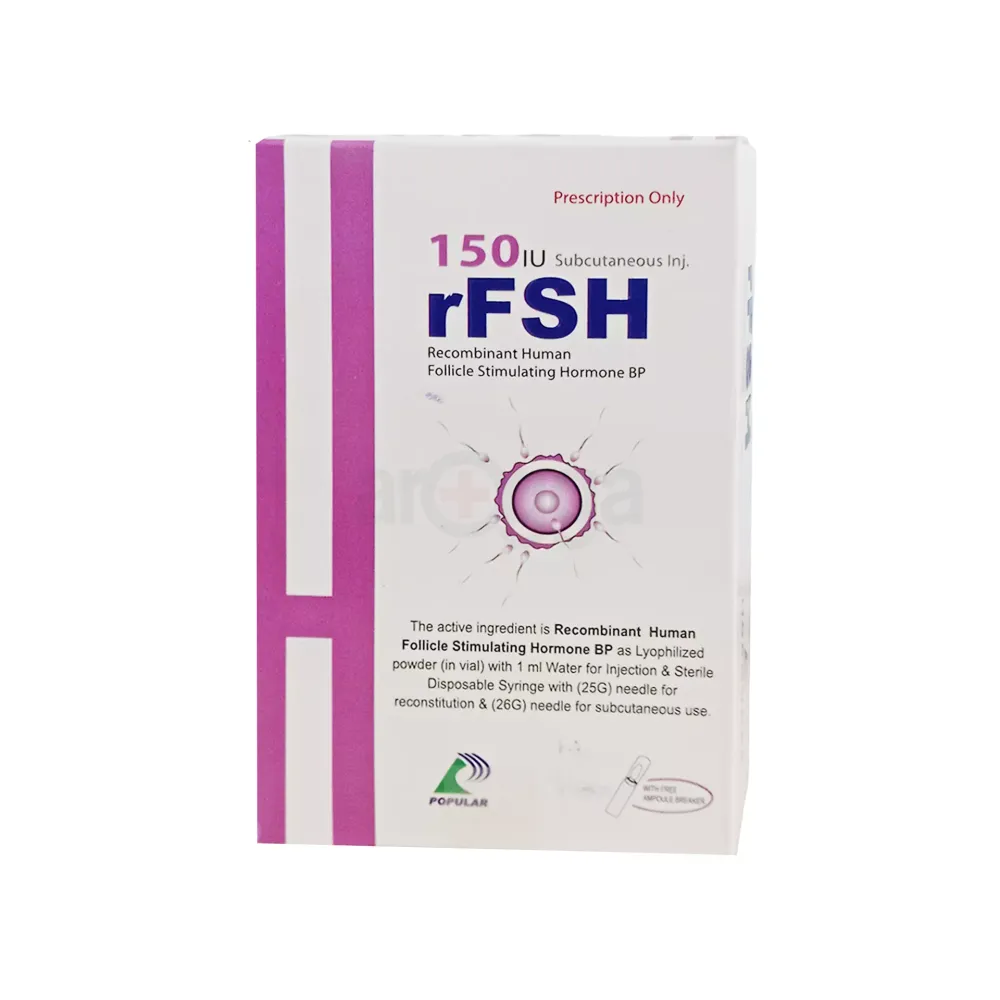 Prescription Only
150 IU Subcutaneous Inj.
rFSH
Recombinant Human
Follicle Stimulating Hormone BP
The active ingredient is Recombinant Human
Follicle Stimulating Hormone BP as Lyophilized
powder (in vial) with 1 ml Water for Injection & Sterile
Disposable Syringe with (25G) needle for
reconstitution & (26G) needle for subcutaneous use.
POPULAR
WITH FREE
AMPOULE BREAKER